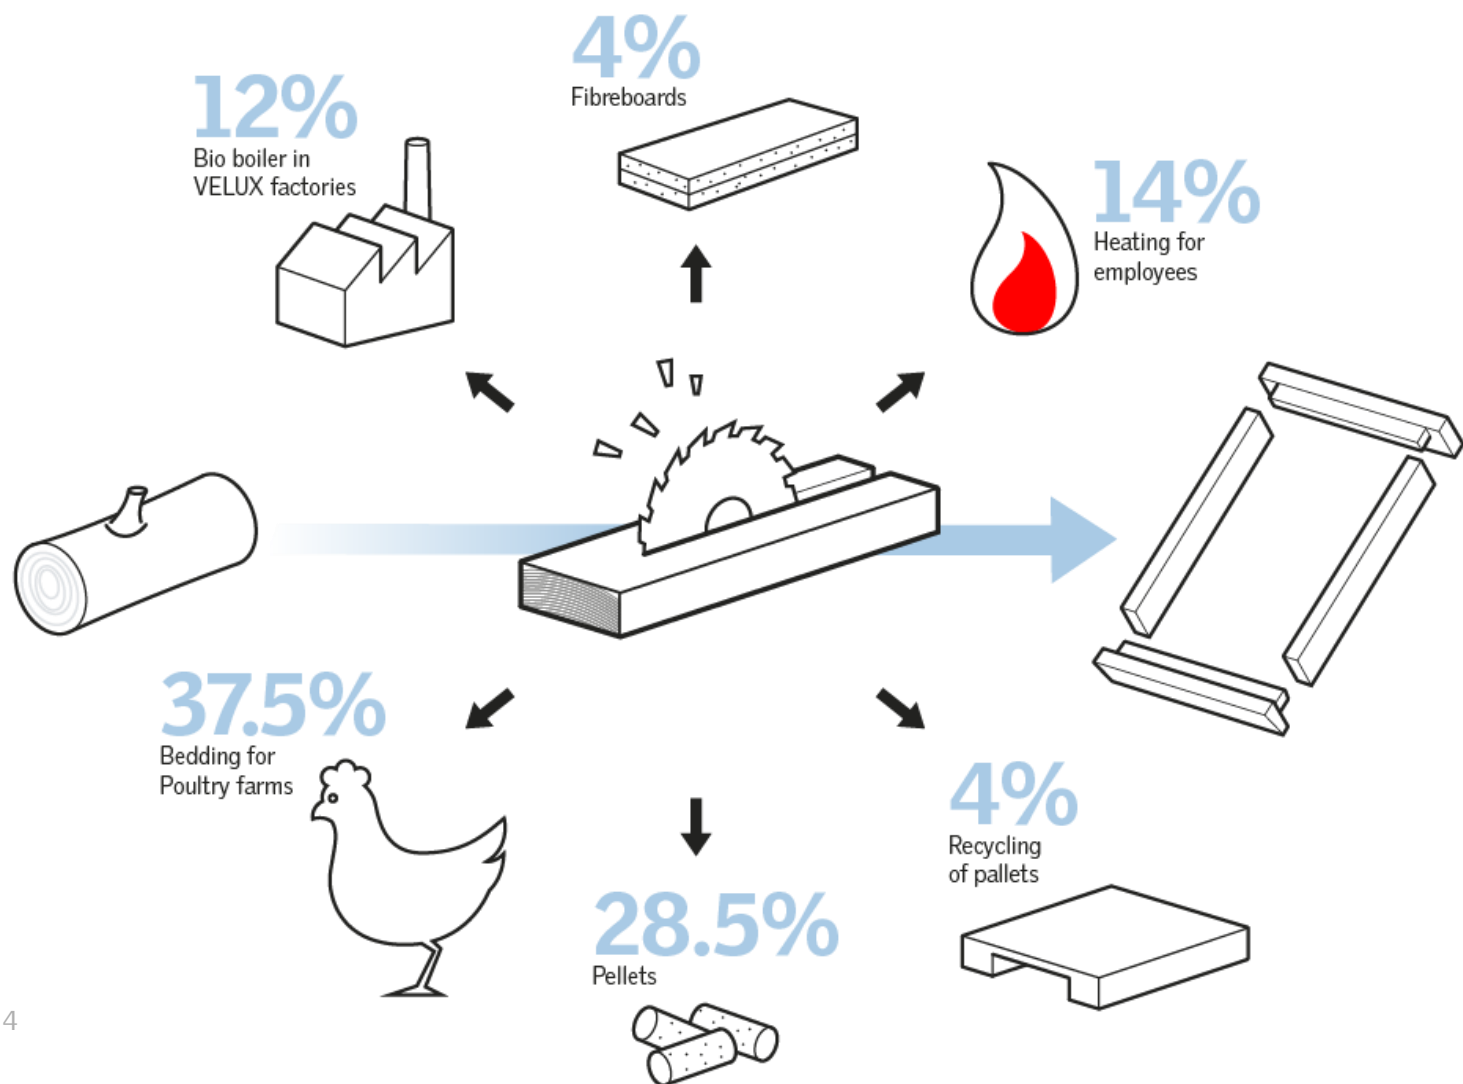 4%
Fibreboards
12%
Bio boiler in
VELUX factories
14%
Heating for
employees
37.5%
Bedding for
Poultry farms
4%
Recycling
of pallets
28.5%
Pellets
4